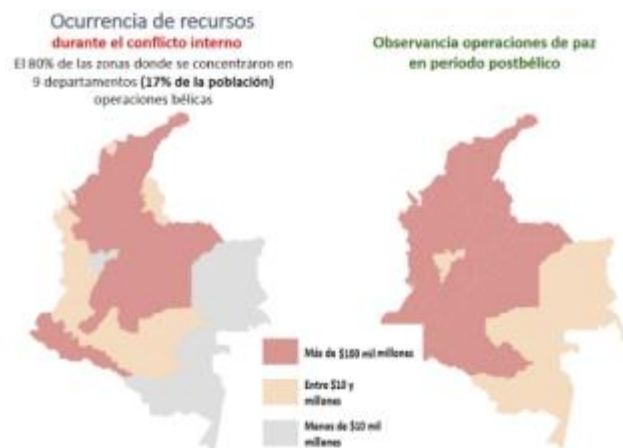 Ocurrencia de recursos
durante el conflicto interno
El 80% de las zonas donde se concentraron en
9 departamentos (17% de la población)
operaciones bélicas
Observancia operaciones de paz
en periodo postbélico
Más de $100 mil millones
Entre $10 y
millones
Menos de $10 mil
millones